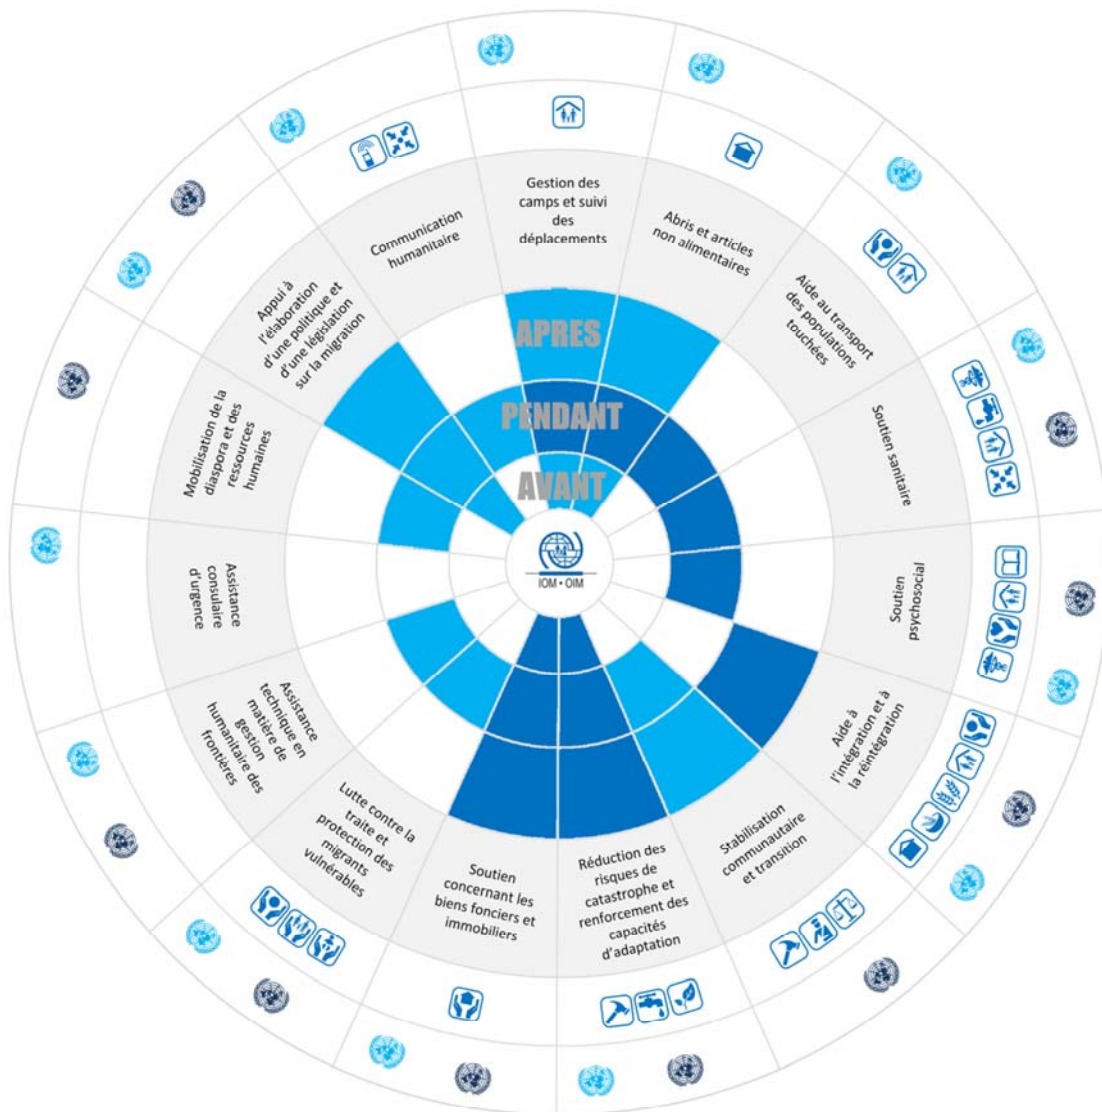 Gestion des
camps et suivi
des
déplacements
Abris et articles
non alimentaires
Aide au transport
des populations
touchées
Soutien sanitaire
Soutien
psychosocial
Aide à
l'intégration et à
la réintégration
Stabilisation
communautaire
et transition
Réduction des
risques de
catastrophe et
renforcement des
capacités
d'adaptation
Soutien
concernant les
biens fonciers et
immobiliers
Lutte contre la
traite et
protection des
migrants
vulnérables
Assistance
technique en
matière de
gestion
humanitaire des
frontières
Assistance
consulaire
d'urgence
Mobilisation de la
diaspora et des
ressources
humaines
Appui à
l'élaboration
d'une politique et
d'une législation
sur la migration
Communication
humanitaire
APRES
PENDANT
AVANT
IOM • OIM